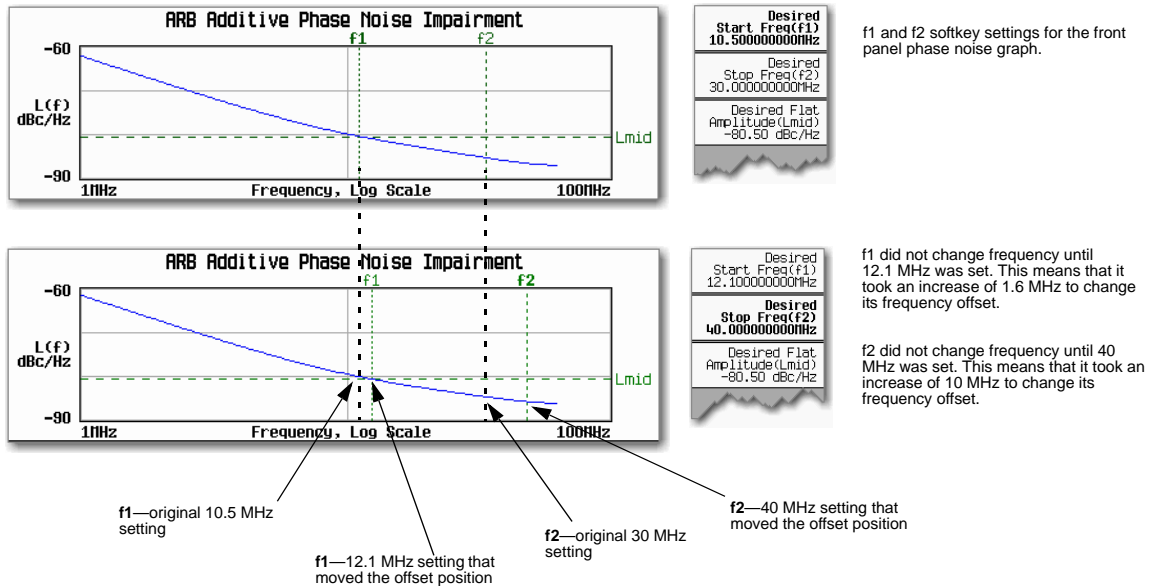 ARB Additive Phase Noise Impairment
f1
f2
-60
L(f)
dBc/Hz
Lmid
-90
1MHz
Frequency, Log Scale
100MHz
Desired
Start Freq(f1)
10.500000000MHz
Desired
Stop Freq(f2)
30.000000000MHz
Desired Flat
Amplitude(Lmid)
-80.50 dBc/Hz
f1 and f2 softkey settings for the front
panel phase noise graph.
ARB Additive Phase Noise Impairment
f1
f2
-60
L(f)
dBc/Hz
Lmid
-90
1MHz
Frequency, Log Scale
100MHz
Desired
Start Freq(f1)
12.100000000MHz
Desired
Stop Freq(f2)
40.000000000MHz
Desired Flat
Amplitude(Lmid)
-80.50 dBc/Hz
f1 did not change frequency until
12.1 MHz was set. This means that it
took an increase of 1.6 MHz to change
its frequency offset.
f2 did not change frequency until 40
MHz was set. This means that it took an
increase of 10 MHz to change its
frequency offset.
f1—original 10.5 MHz
setting
f1—12.1 MHz setting that
moved the offset position
f2—original 30 MHz
setting
f2—40 MHz setting that
moved the offset position